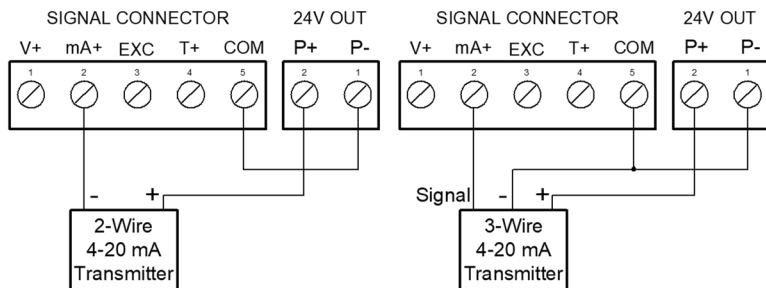 SIGNAL CONNECTOR 24V OUT SIGNAL CONNECTOR 24V OUT
V+ mA+ EXC T+ COM P+ P- V+ mA+ EXC T+ COM P+ P-
1 2 3 4 5 2 1 1 2 3 4 5 2 1
- + Signal - +
2-Wire 3-Wire
4-20 mA 4-20 mA
Transmitter Transmitter